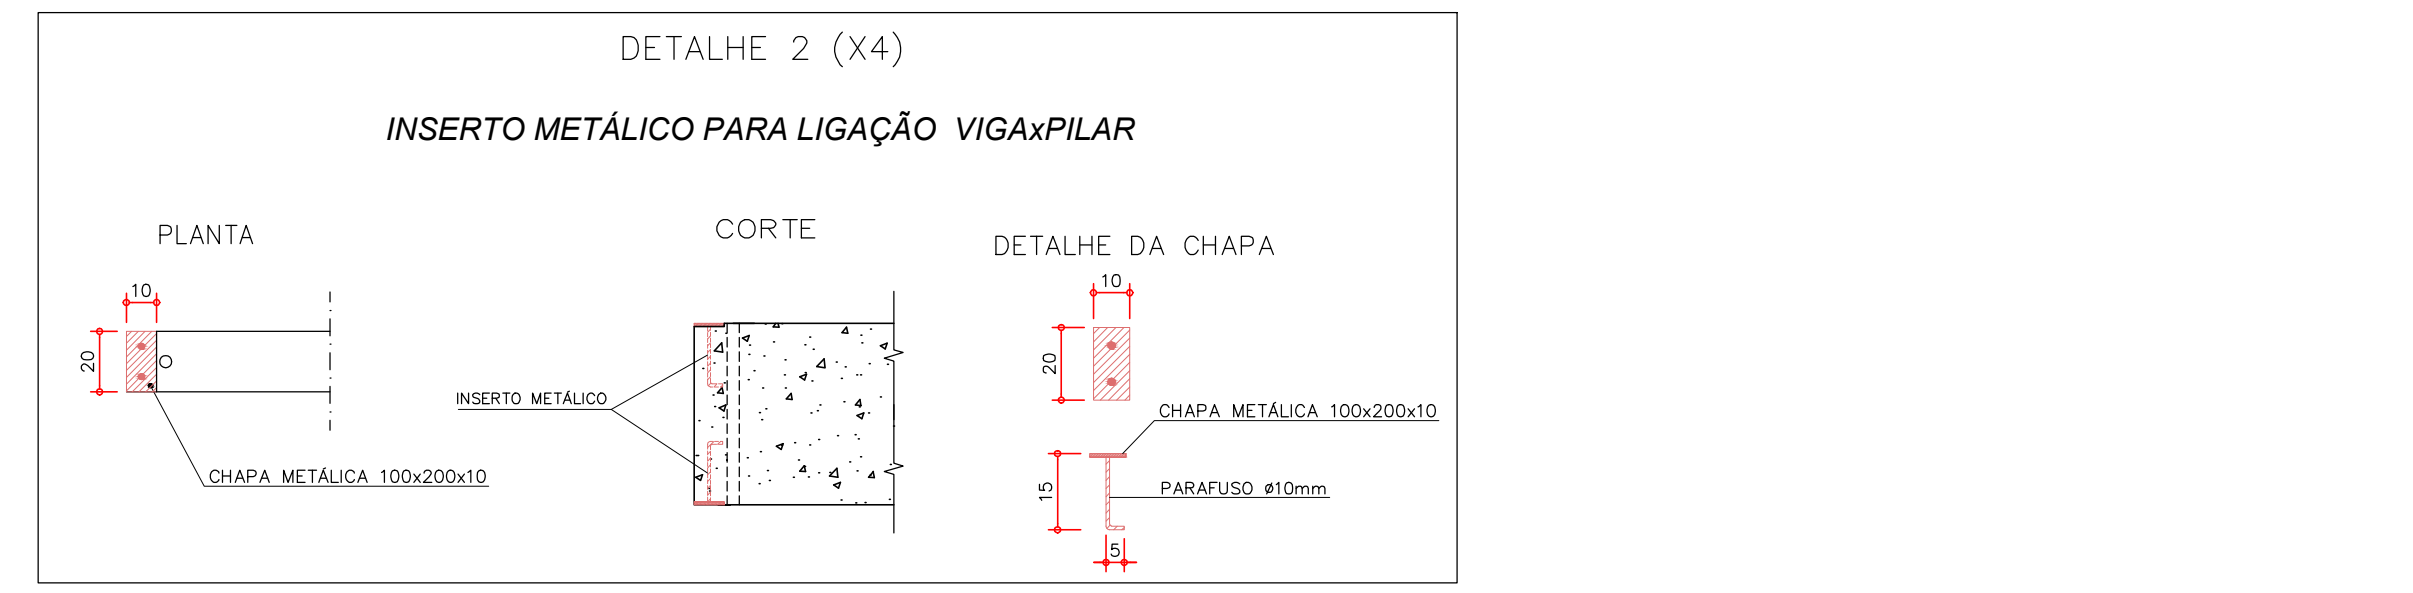 DETALHE 2 (X4)
INSERTO METÁLICO PARA LIGAÇÃO VIGAxPILAR
PLANTA
10
20
CHAPA METÁLICA 100x200x10
CORTE
INSERTO METÁLICO
DETALHE DA CHAPA
10
20
CHAPA METÁLICA 100x200x10
15
PARAFUSO ø10mm
5